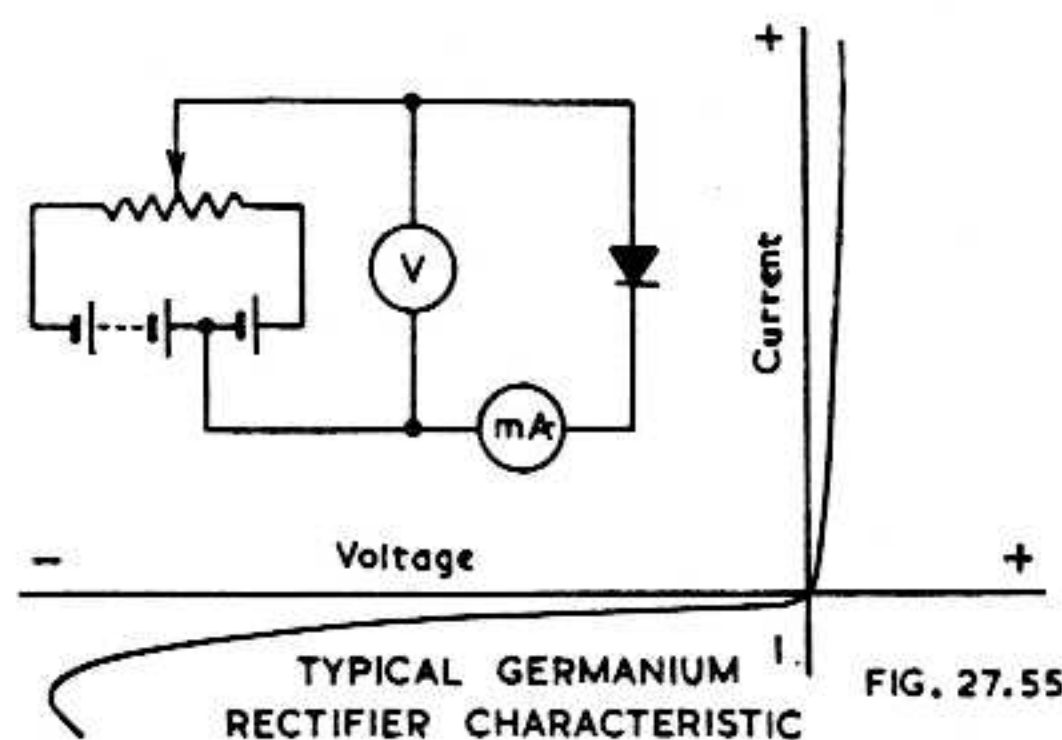 +
V
Current
mA
-
Voltage
+
-
TYPICAL GERMANIUM
RECTIFIER CHARACTERISTIC
FIG. 27.55